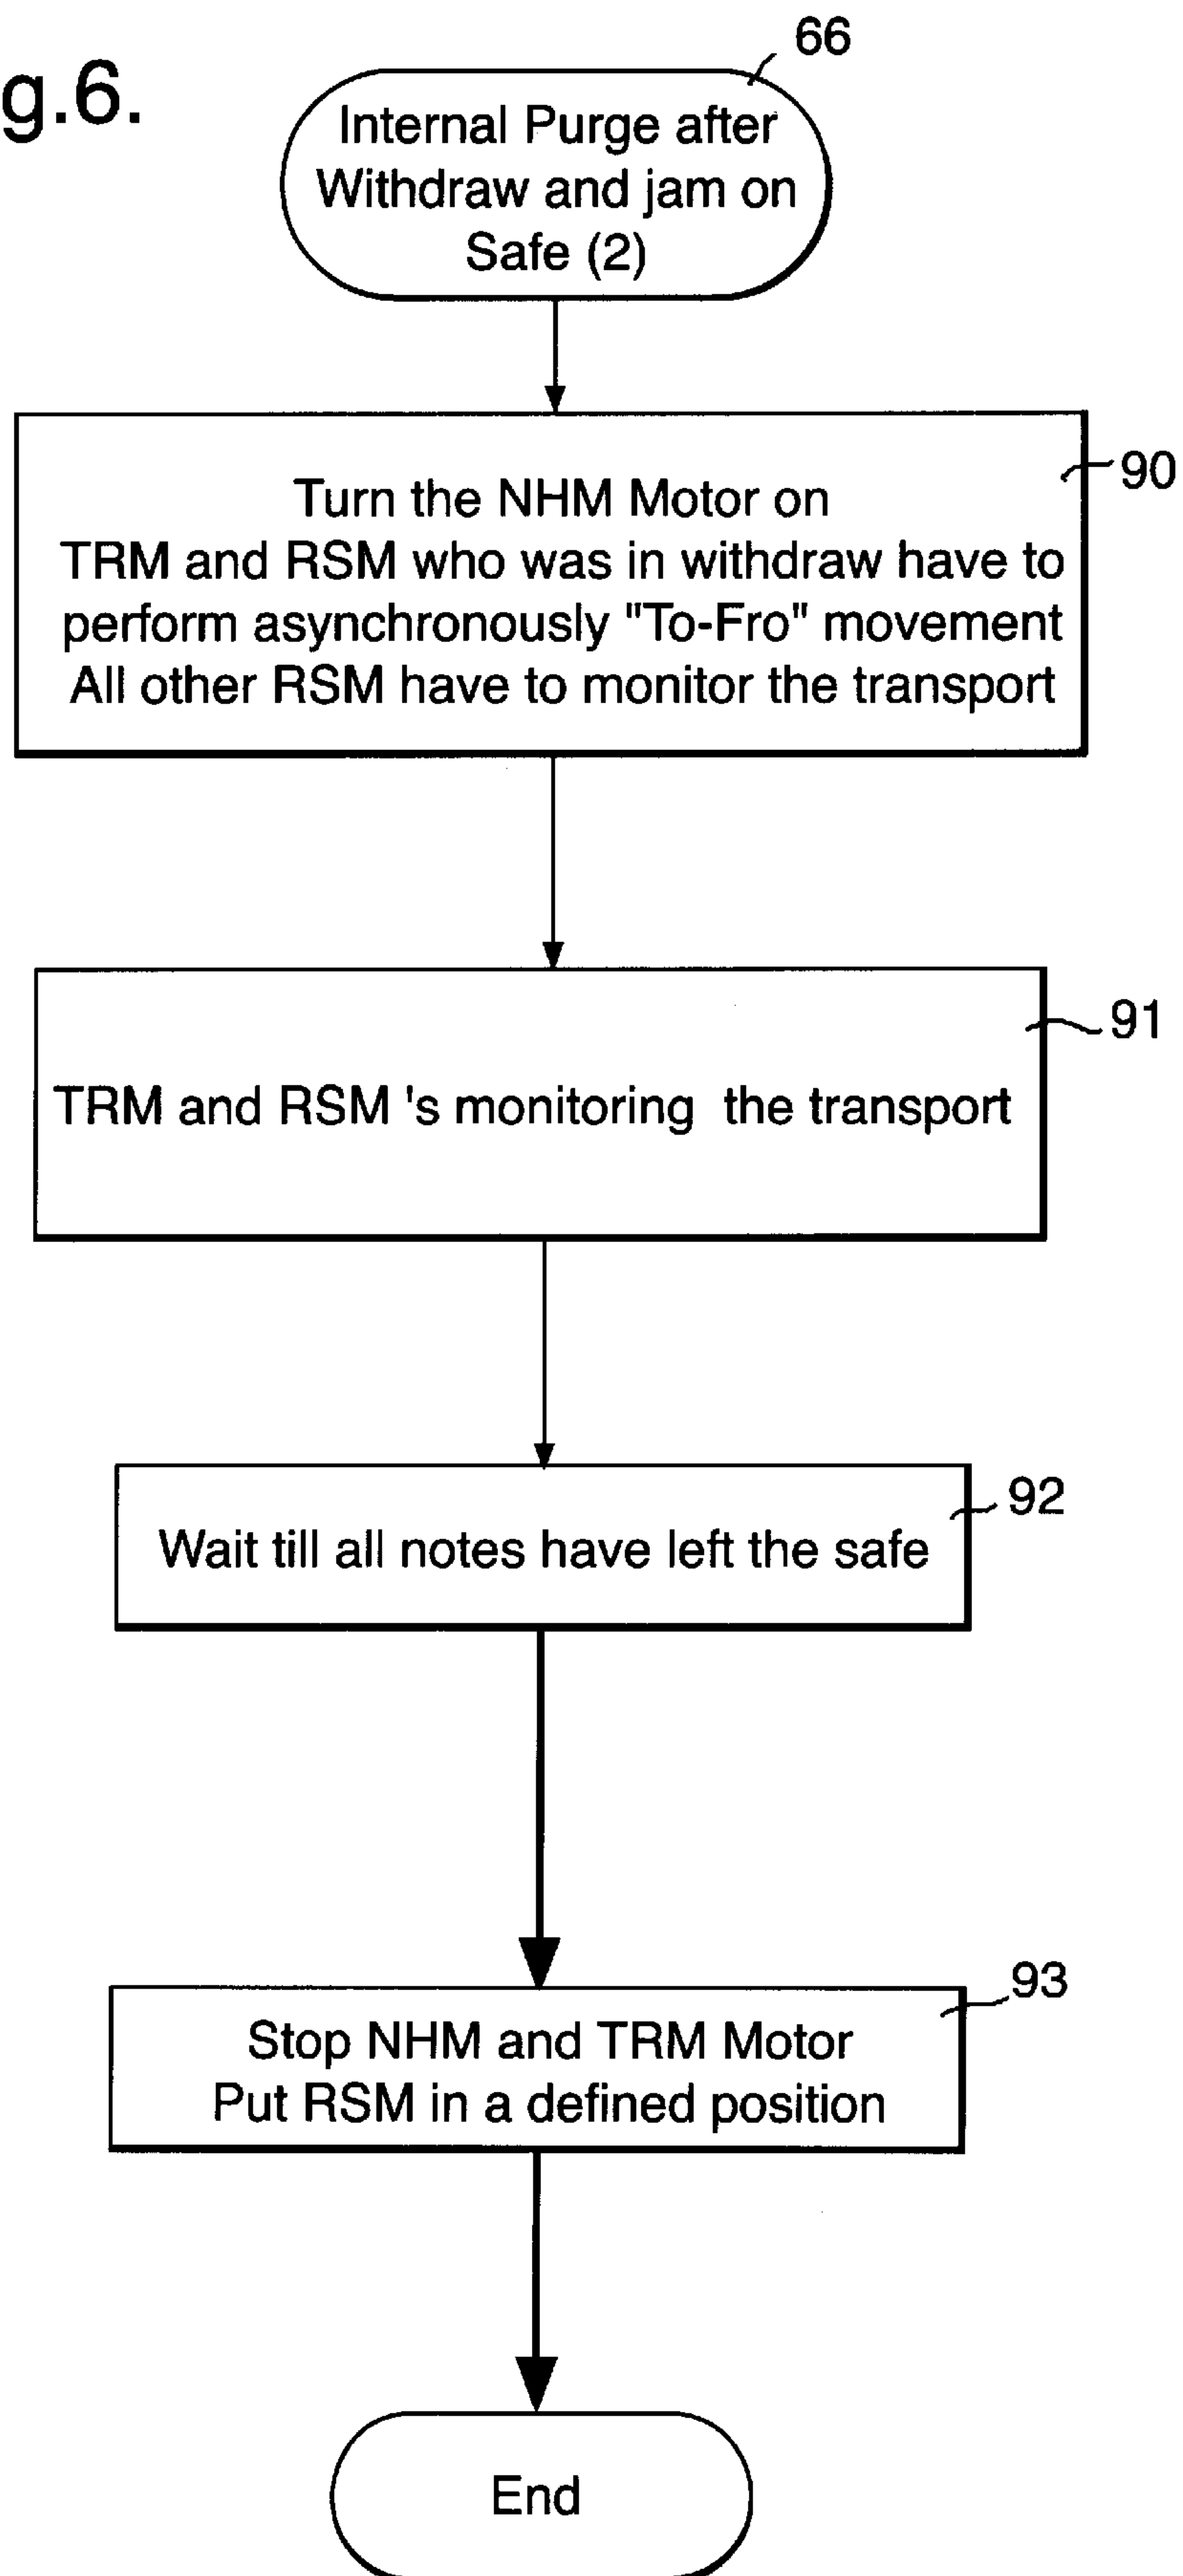 g.6.
66
Internal Purge after
Withdraw and jam on
Safe (2)
90
Turn the NHM Motor on
TRM and RSM who was in withdraw have to
perform asynchronously "To-Fro" movement
All other RSM have to monitor the transport
91
TRM and RSM 's monitoring the transport
92
Wait till all notes have left the safe
93
Stop NHM and TRM Motor
Put RSM in a defined position
End